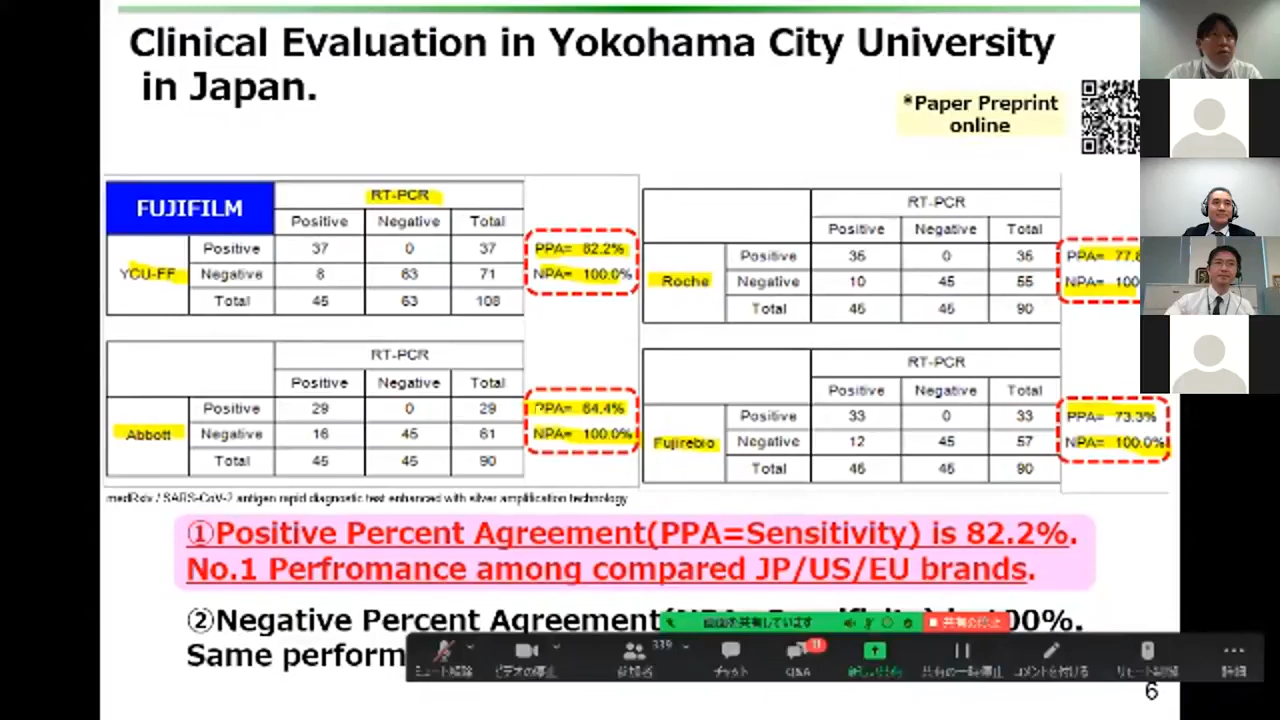 Clinical Evaluation in Yokohama City University
in Japan.
*Paper Preprint
online
FUJIFILM
RT-PCR
Positive Negative Total
YCU-FF
Positive 37 0 37
Negative 8 63 71
Total 45 63 108
PPA= 82.2%
NPA= 100.0%
RT-PCR
Positive Negative Total
Roche
Positive 35 0 35
Negative 10 45 55
Total 45 45 90
PPA= 77.8
NPA= 100
RT-PCR
Positive Negative Total
Abbott
Positive 29 0 29
Negative 16 45 61
Total 45 45 90
PPA= 64.4%
NPA= 100.0%
RT-PCR
Positive Negative Total
Fujirebio
Positive 33 0 33
Negative 12 45 57
Total 45 45 90
PPA= 73.3%
NPA= 100.0%
medRxiv / SARS-CoV-2 antigen rapid diagnostic test enhanced with silver amplification technology
①Positive Percent Agreement(PPA=Sensitivity) is 82.2%.
No.1 Perfromance among compared JP/US/EU brands.
②Negative Percent Agreement 00%.
Same perform
画面を共有しています 共有の停止
ミュート解除 ビデオの停止 参加者 339 チャット Q&A 11 新しい共有 共有の一時停止 コメントを付ける リモート制御 詳細
6